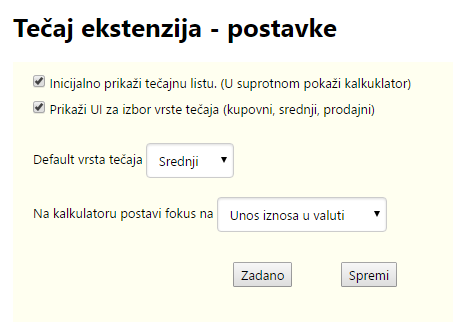 Tečaj ekstenzija - postavke
Inicijalno prikaži tečajnu listu. (U suprotnom pokaži kalkuklator)
Prikaži UI za izbor vrste tečaja (kupovni, srednji, prodajni)
Default vrsta tečaja Srednji
Na kalkulatoru postavi fokus na Unos iznosa u valuti
Zadano Spremi